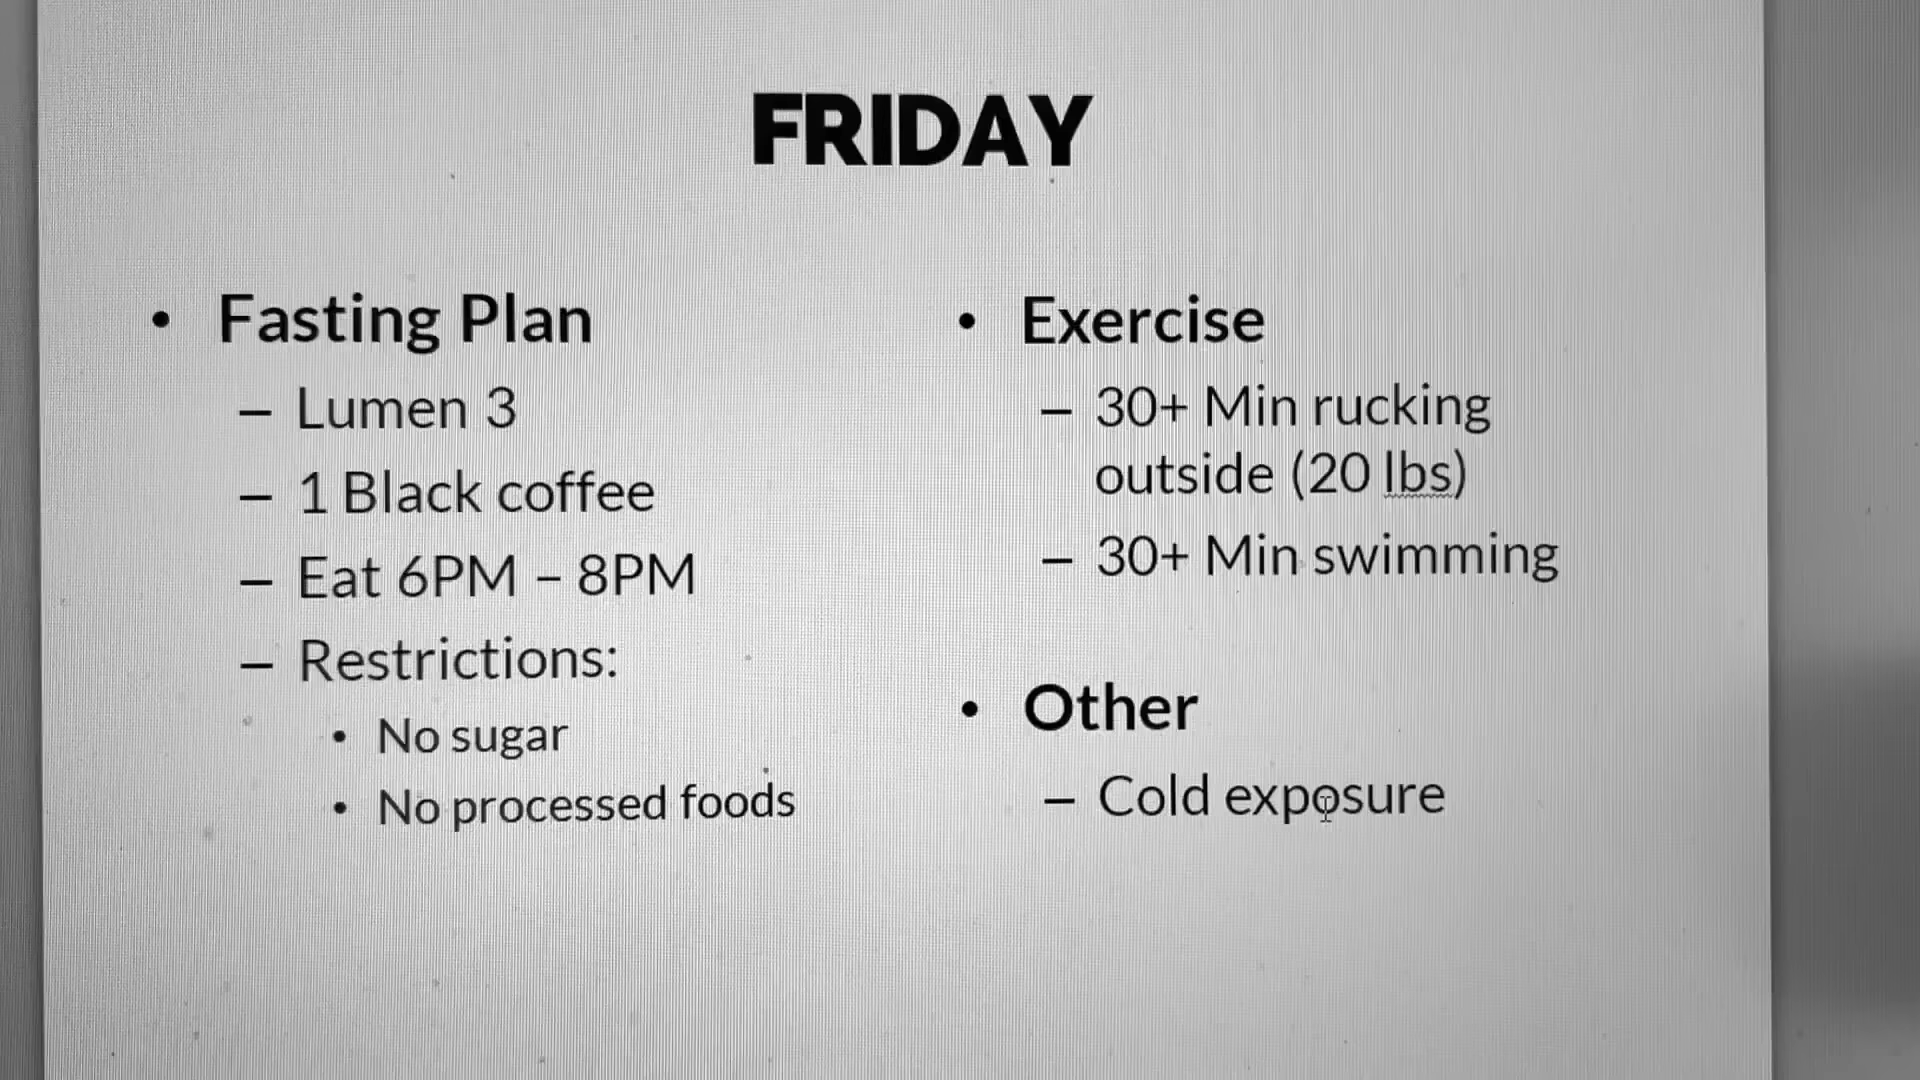 FRIDAY
• Fasting Plan
– Lumen 3
– 1 Black coffee
– Eat 6PM – 8PM
– Restrictions:
• No sugar
• No processed foods
• Exercise
– 30+ Min rucking
outside (20 lbs)
– 30+ Min swimming
• Other
– Cold exposure